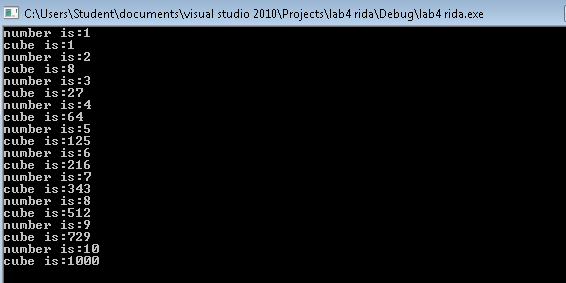 C:\Users\Student\documents\visual studio 2010\Projects\lab4 rida\Debug\lab4 rida.exe
number is:1
cube is:1
number is:2
cube is:8
number is:3
cube is:27
number is:4
cube is:64
number is:5
cube is:125
number is:6
cube is:216
number is:7
cube is:343
number is:8
cube is:512
number is:9
cube is:729
number is:10
cube is:1000